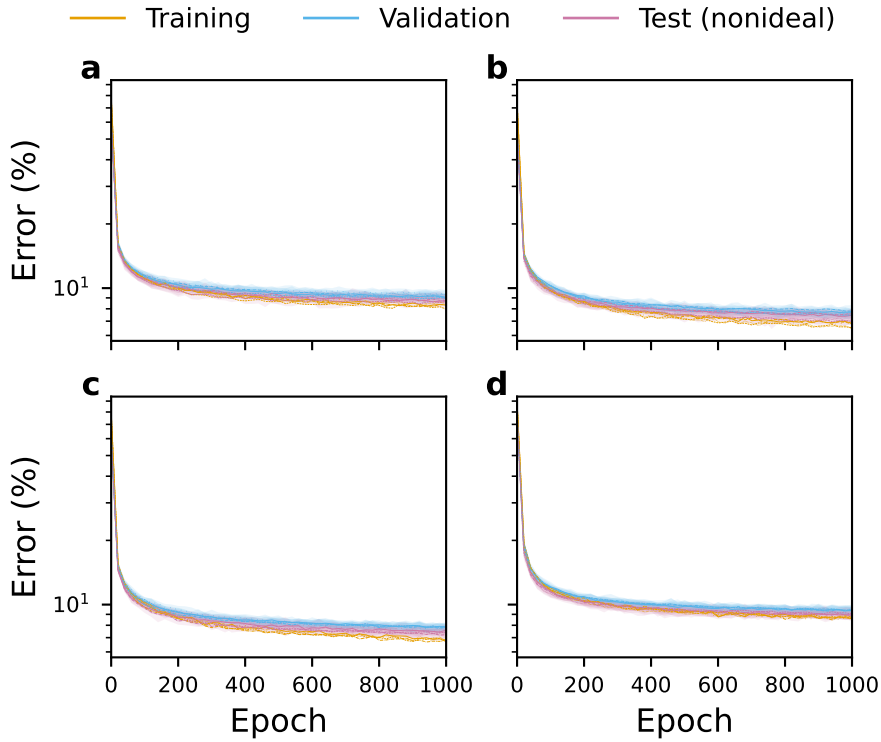 Training Validation Test (nonideal)
a b
Error (%)
10¹
c d
Error (%)
10¹ 10¹
0 200 400 600 800 1000 0 200 400 600 800 1000
Epoch Epoch